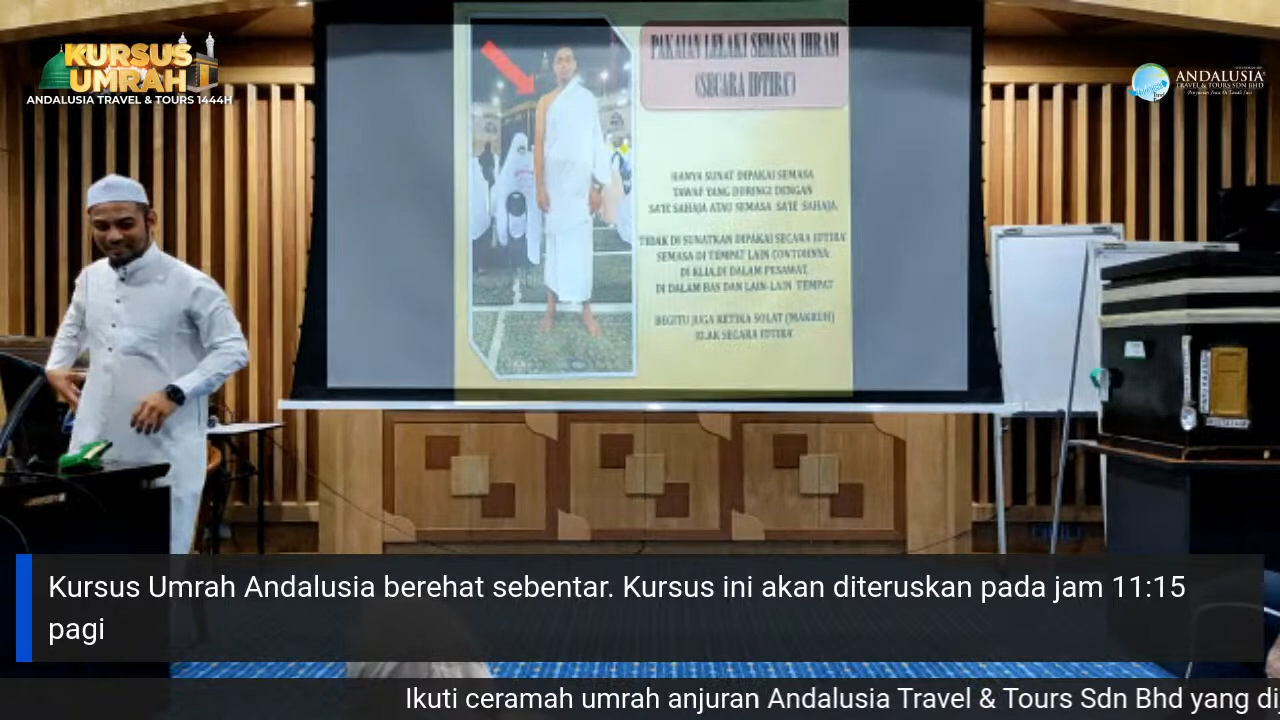 KURSUS
UMRAH
ANDALUSIA TRAVEL & TOURS 1444H
ANDALUSIA
TRAVEL & TOURS SDN BHD
PAKAIAN LELAKI SEMASA IHRAM
(SECARA IDTIBA')
HANYA SUNAT DIPAKAI SEMASA
TAWAF YANG DIIRINGI DENGAN
SA'IE SAHAJA ATAU SEMASA SA'IE SAHAJA.
TIDAK DI SUNATKAN DIPAKAI SECARA IDTIBA'
SEMASA DI TEMPAT LAIN CONTOHNYA:
DI KLIA,DI DALAM PESAWAT,
DI DALAM BAS DAN LAIN-LAIN TEMPAT
BEGITU JUGA KETIKA SOLAT (MAKRUH)
ELAK SECARA IDTIBA'
Kursus Umrah Andalusia berehat sebentar. Kursus ini akan diteruskan pada jam 11:15
pagi
Ikuti ceramah umrah anjuran Andalusia Travel & Tours Sdn Bhd yang dij